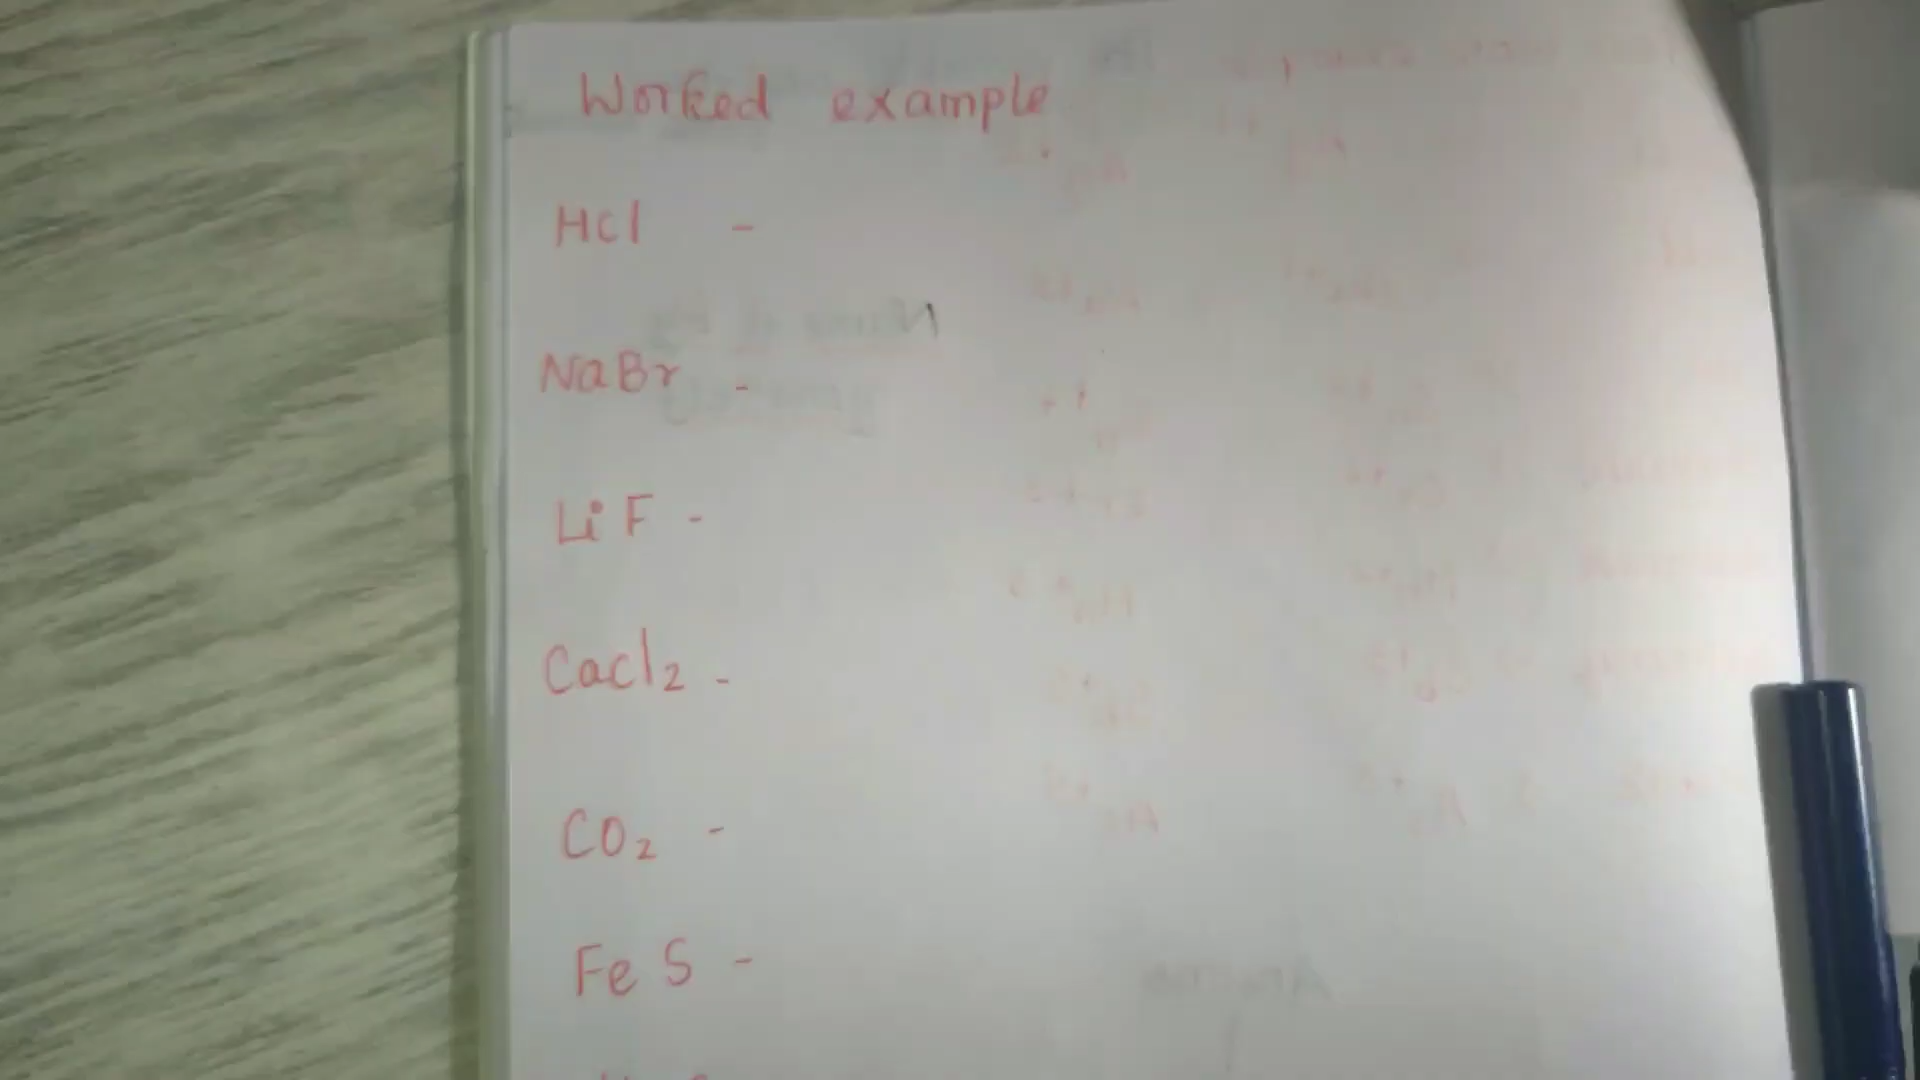 Worked example
HCl -
NaBr -
LiF -
CaCl₂ -
CO₂ -
FeS -